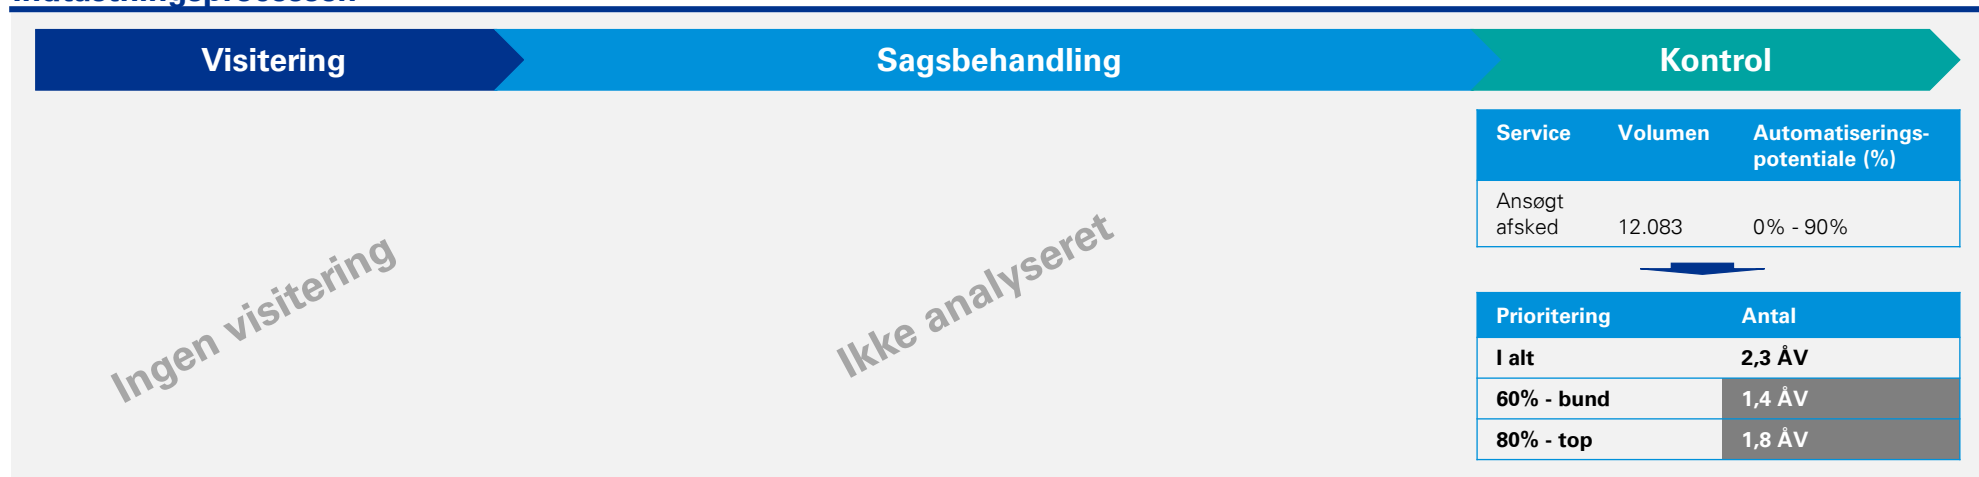 Indtastningsprocessen
Visitering
Sagsbehandling
Kontrol
Ingen visitering
Ikke analyseret
Service Volumen Automatiserings-
potentiale (%)
Ansøgt
afsked 12.083 0% - 90%
Prioritering Antal
I alt 2,3 ÅV
60% - bund 1,4 ÅV
80% - top 1,8 ÅV